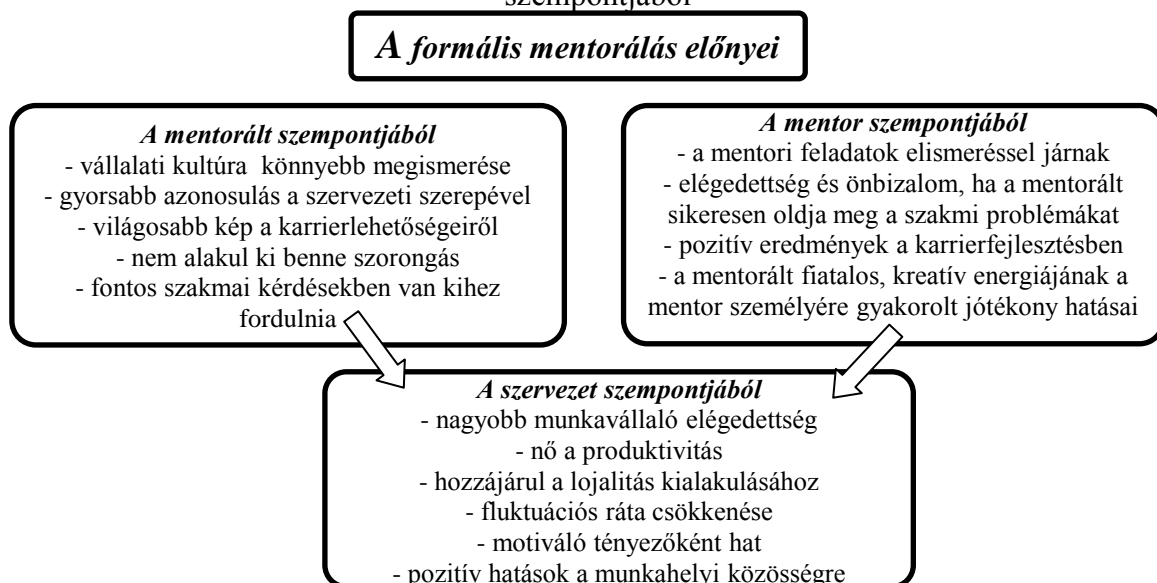 szempontjából
A formális mentorálás előnyei
A mentorált szempontjából
- vállalati kultúra könnyebb megismerése
- gyorsabb azonosulás a szervezeti szerepével
- világosabb kép a karrierlehetőségeiről
- nem alakul ki benne szorongás
- fontos szakmai kérdésekben van kihez
fordulnia
A mentor szempontjából
- a mentori feladatok elismeréssel járnak
- elégedettség és önbizalom, ha a mentorált
sikeresen oldja meg a szakmi problémákat
- pozitív eredmények a karrierfejlesztésben
- a mentorált fiatalos, kreatív energiájának a
mentor személyére gyakorolt jótékony hatásai
A szervezet szempontjából
- nagyobb munkavállaló elégedettség
- nő a produktivitás
- hozzájárul a lojalitás kialakulásához
- fluktuációs ráta csökkenése
- motiváló tényezőként hat
- pozitív hatások a munkahelyi közösségre